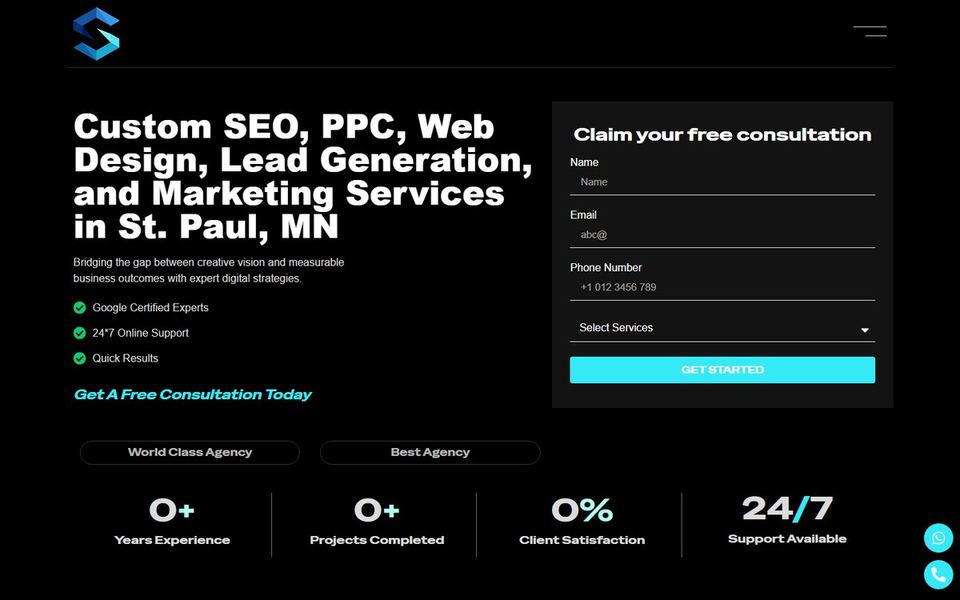 Custom SEO, PPC, Web
Design, Lead Generation,
and Marketing Services
in St. Paul, MN
Bridging the gap between creative vision and measurable
business outcomes with expert digital strategies.
Google Certified Experts
24*7 Online Support
Quick Results
Get A Free Consultation Today
Claim your free consultation
Name
Name
Email
abc@
Phone Number
+1 012 3456 789
Select Services
GET STARTED
World Class Agency
Best Agency
0+
Years Experience
0+
Projects Completed
0%
Client Satisfaction
24/7
Support Available